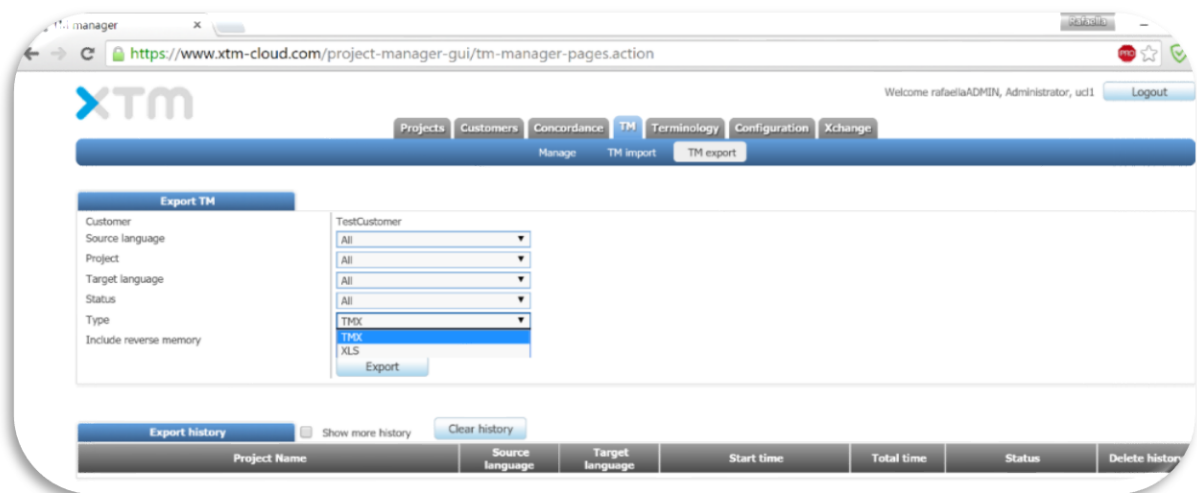 manager
Rafaella
https://www.xtm-cloud.com/project-manager-gui/tm-manager-pages.action
PRO
xTm
Welcome rafaellaADMIN, Administrator, ucl1 Logout
Projects Customers Concordance TM Terminology Configuration Xchange
Manage TM import TM export
Export TM
Customer TestCustomer
Source language All
Project All
Target language All
Status All
Type TMX
TMX
Include reverse memory
XLS
Export
Export history Show more history Clear history
Project Name Source language Target language Start time Total time Status Delete history